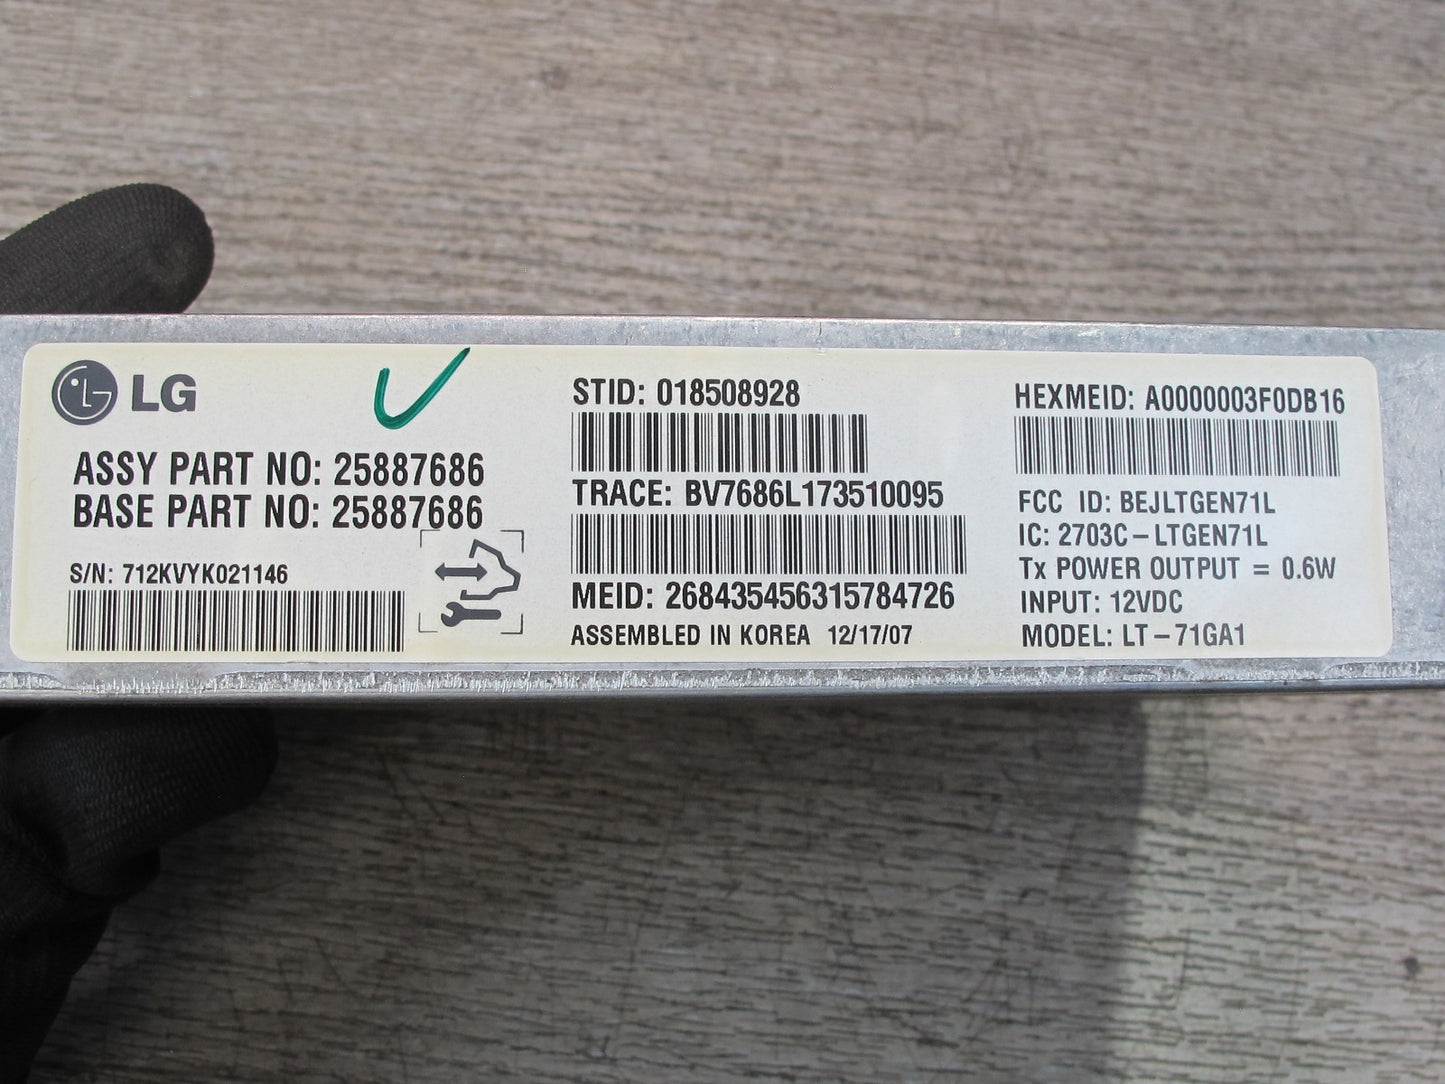 LG
ASSY PART NO: 25887686
BASE PART NO: 25887686
S/N: 712KVYK021146
STID: 018508928
TRACE: BV7686L173510095
MEID: 268435456315784726
ASSEMBLED IN KOREA 12/17/07
HEXMEID: A0000003F0DB16
FCC ID: BEJLTGEN71L
IC: 2703C-LTGEN71L
Tx POWER OUTPUT = 0.6W
INPUT: 12VDC
MODEL: LT-71GA1